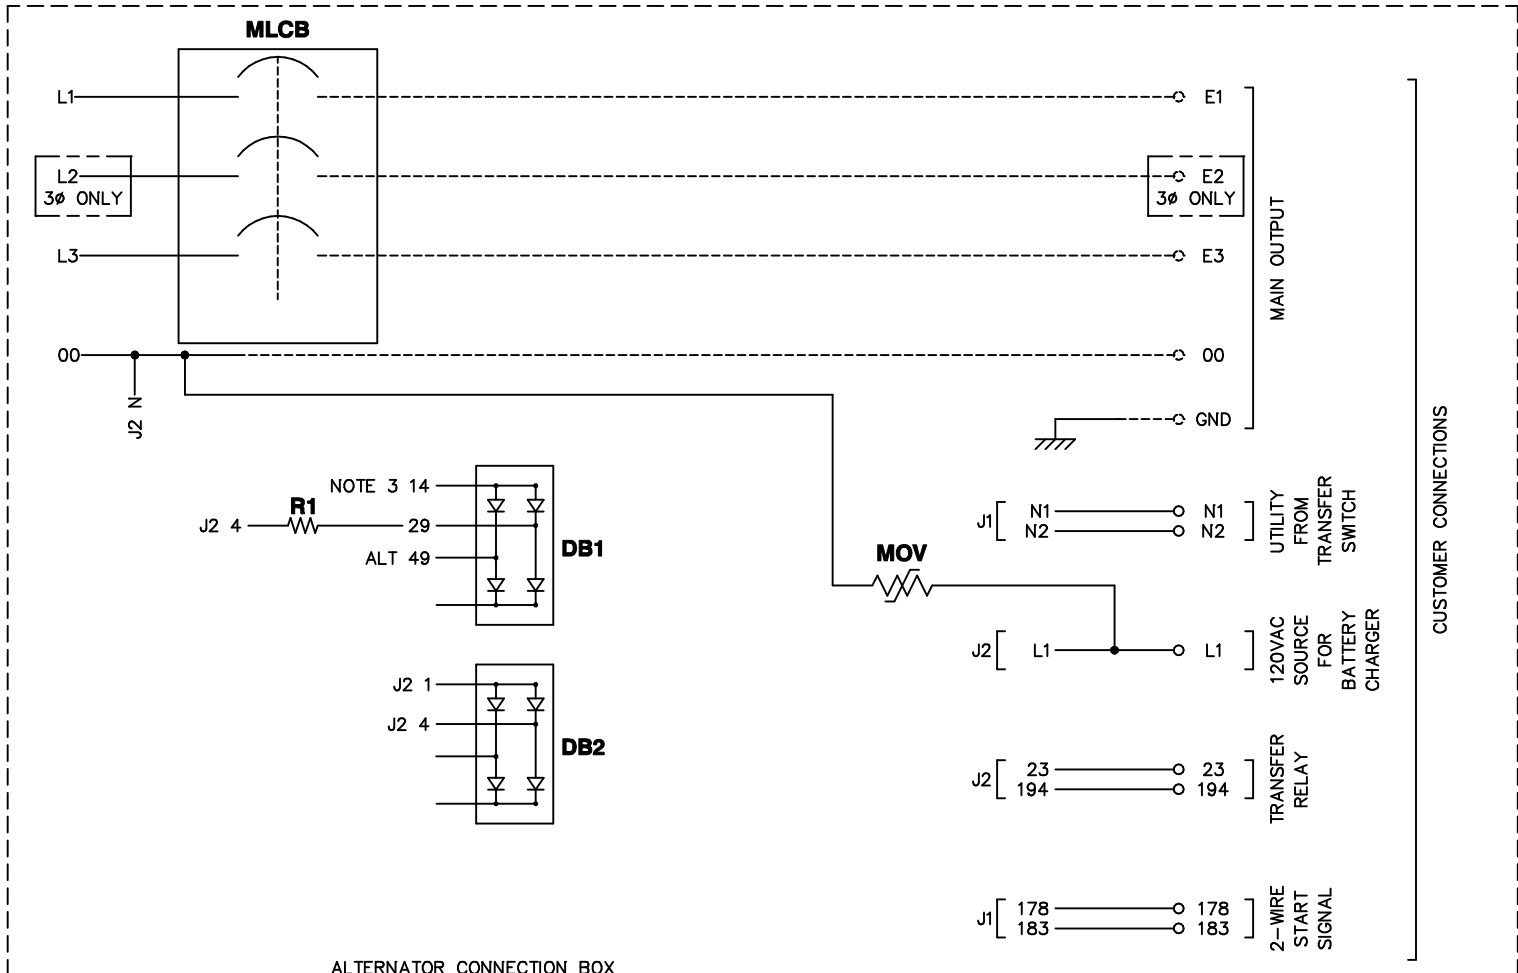 MLCB
L1
E1
L2
3ø ONLY
E2
3ø ONLY
L3
E3
MAIN OUTPUT
00
00
J2 N
GND
CUSTOMER CONNECTIONS
NOTE 3 14
R1
J2 4
29
DB1
ALT 49
J1
N1
N2
N1
N2
UTILITY
FROM
TRANSFER
SWITCH
MOV
J2
L1
L1
120VAC
SOURCE
FOR
BATTERY
CHARGER
J2 1
J2 4
DB2
J2
23
194
23
194
TRANSFER
RELAY
J1
178
183
178
183
2-WIRE
START
SIGNAL
ALTERNATOR CONNECTION BOX